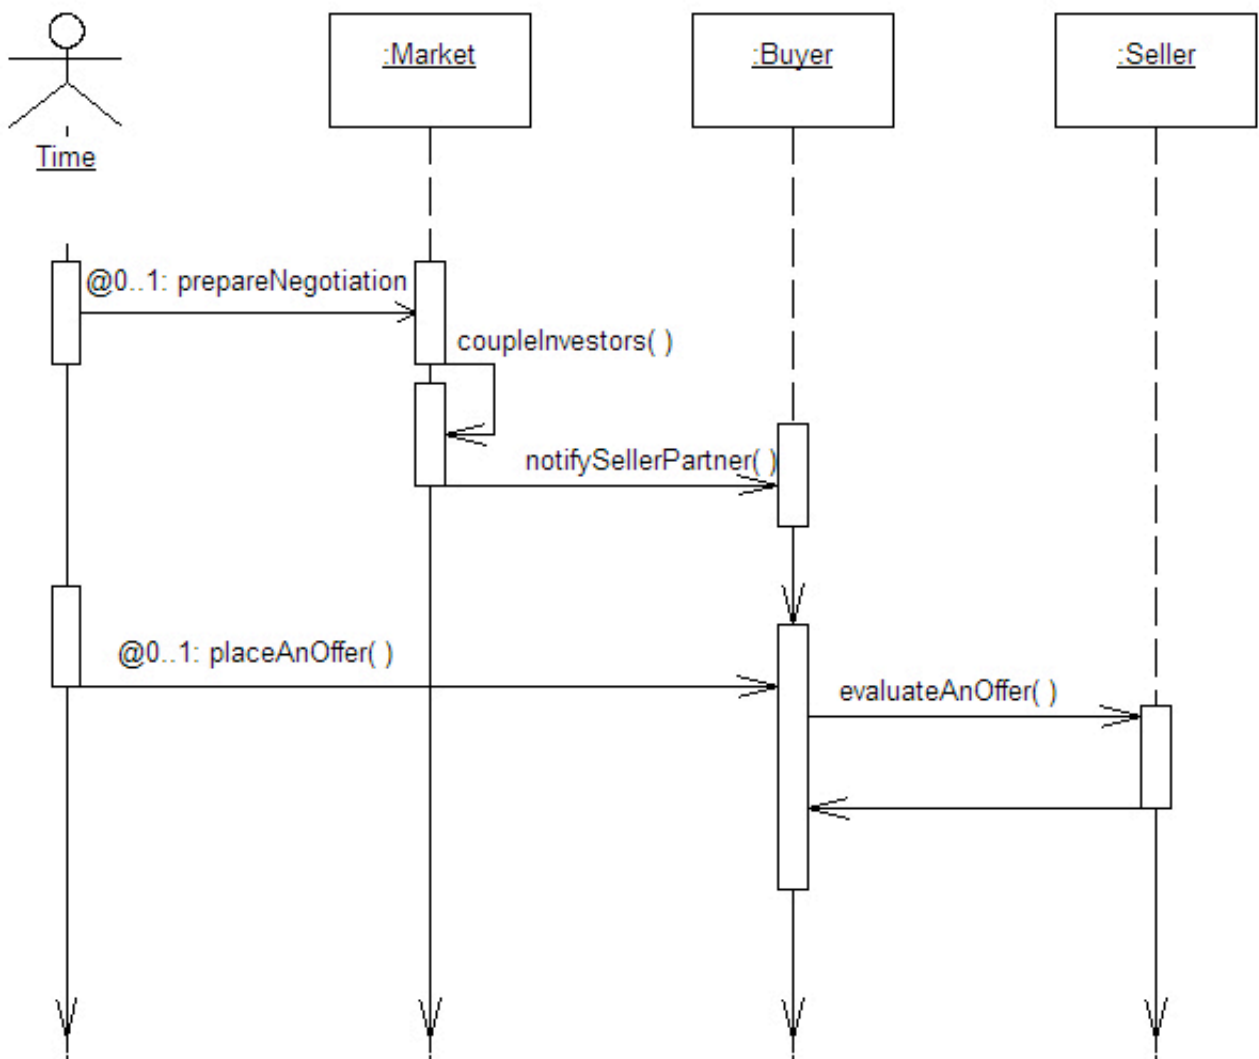 :Market
:Buyer
:Seller
Time
@0..1: prepareNegotiation
coupleInvestors( )
notifySellerPartner( )
@0..1: placeAnOffer( )
evaluateAnOffer( )